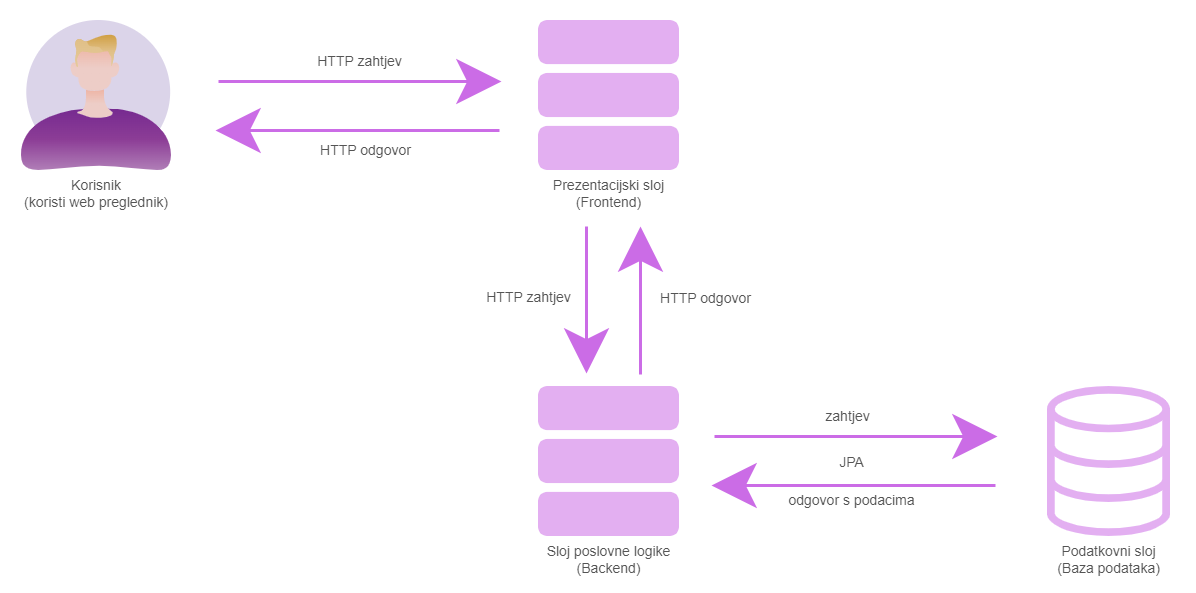 HTTP zahtjev
HTTP odgovor
Korisnik
(koristi web preglednik)
Prezentacijski sloj
(Frontend)
HTTP zahtjev
HTTP odgovor
zahtjev
JPA
odgovor s podacima
Sloj poslovne logike
(Backend)
Podatkovni sloj
(Baza podataka)